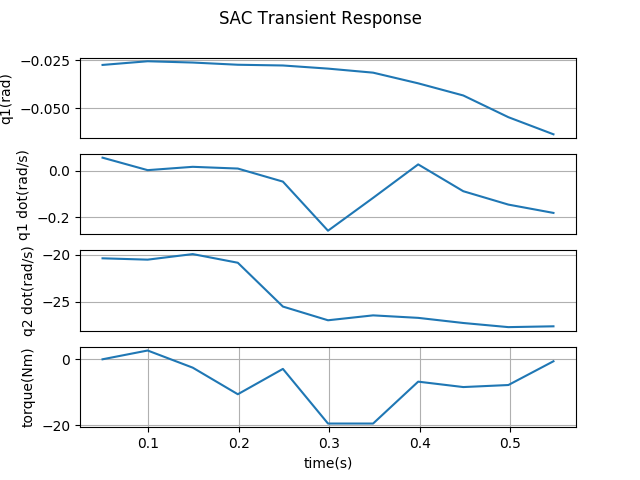 SAC Transient Response
q1(rad)
−0.025
−0.050
q1 dot(rad/s)
0.0
−0.2
q2 dot(rad/s)
−20
−25
torque(Nm)
0
−20
0.1 0.2 0.3 0.4 0.5
time(s)